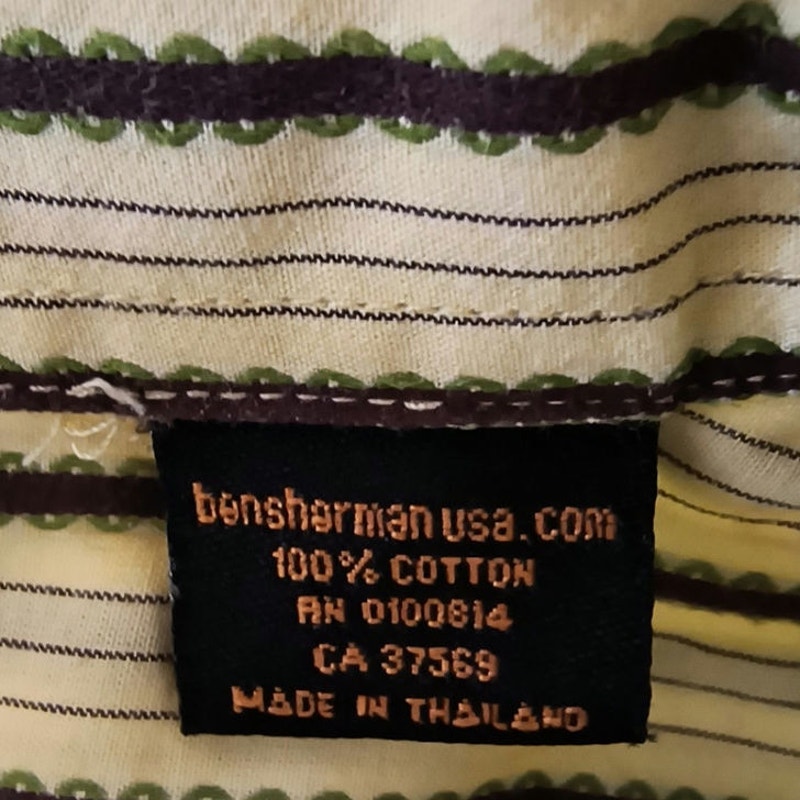 bensherman usa.com
100% COTTON
RN 0100814
CA 37569
MADE IN THAILAND